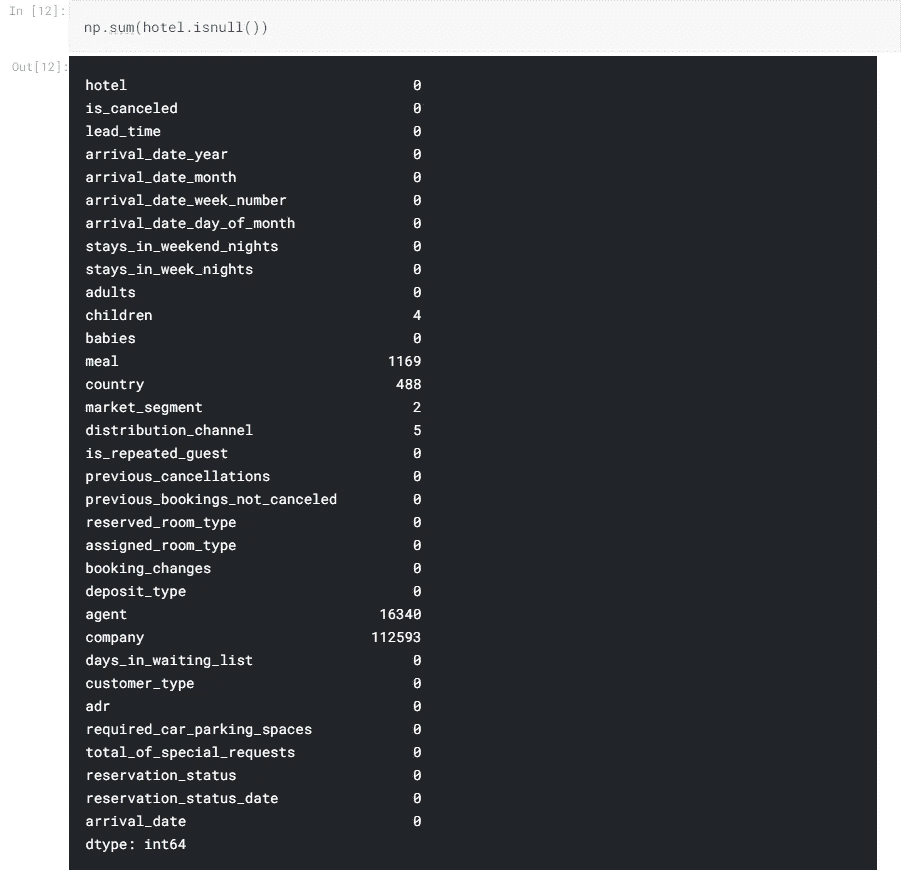 In [12]:
np.sum(hotel.isnull())
Out[12]:
hotel 0
is_canceled 0
lead_time 0
arrival_date_year 0
arrival_date_month 0
arrival_date_week_number 0
arrival_date_day_of_month 0
stays_in_weekend_nights 0
stays_in_week_nights 0
adults 0
children 4
babies 0
meal 1169
country 488
market_segment 2
distribution_channel 5
is_repeated_guest 0
previous_cancellations 0
previous_bookings_not_canceled 0
reserved_room_type 0
assigned_room_type 0
booking_changes 0
deposit_type 0
agent 16340
company 112593
days_in_waiting_list 0
customer_type 0
adr 0
required_car_parking_spaces 0
total_of_special_requests 0
reservation_status 0
reservation_status_date 0
arrival_date 0
dtype: int64